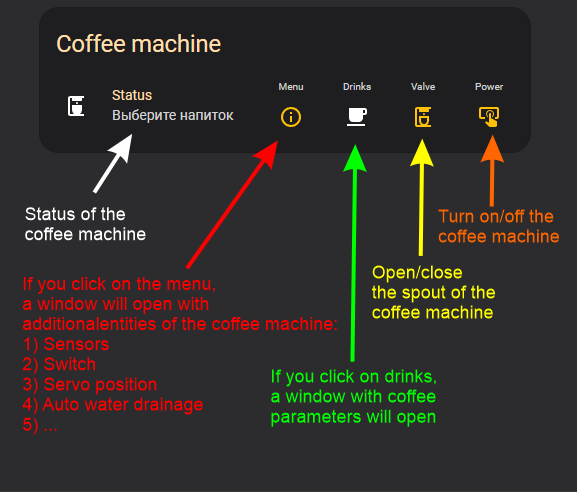 Coffee machine
Menu
Drinks
Valve
Power
Status
Выберите напиток
Status of the
coffee machine
Turn on/off the
coffee machine
Open/close
the spout of the
coffee machine
If you click on the menu,
a window will open with
additionalentities of the coffee machine:
1) Sensors
2) Switch
3) Servo position
4) Auto water drainage
5) ...
If you click on drinks,
a window with coffee
parameters will open